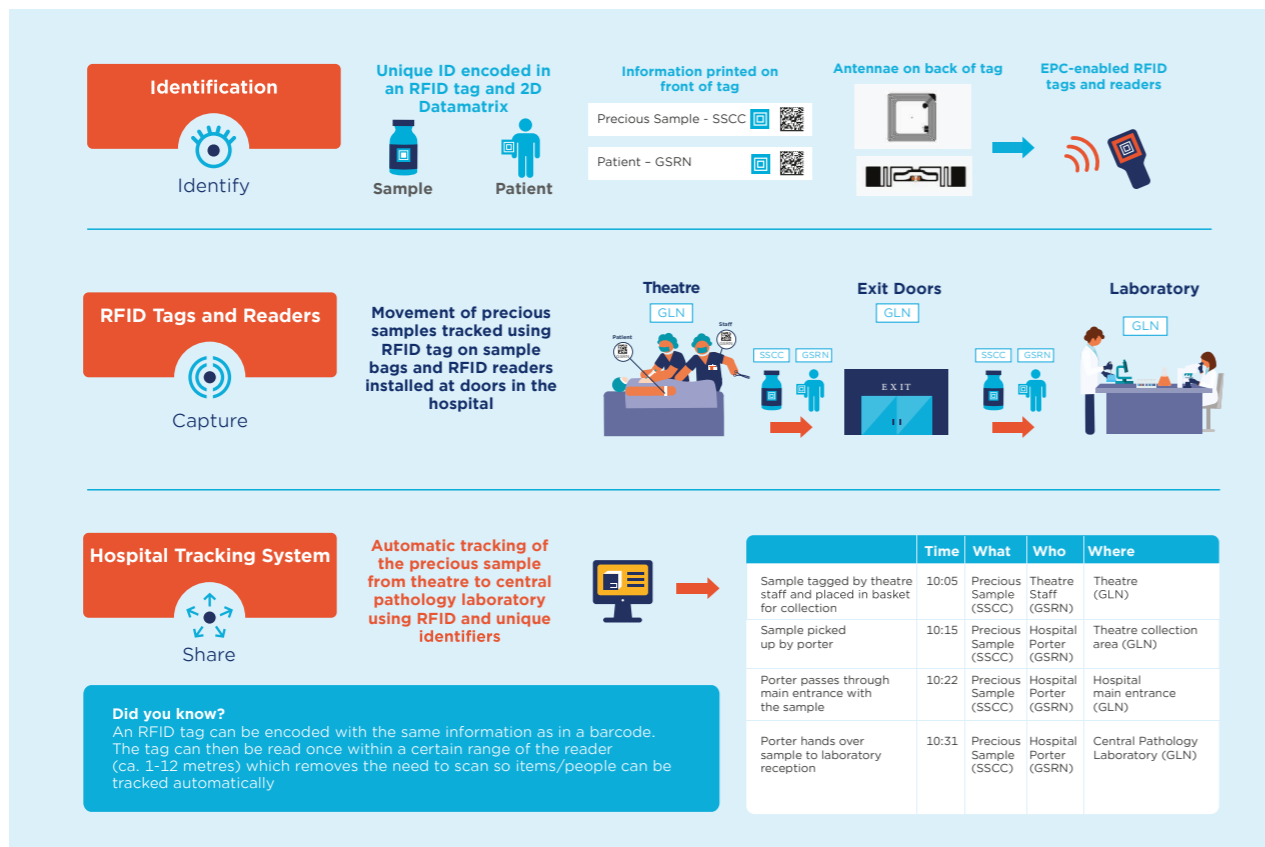 Identification
Identify
Unique ID encoded in
an RFID tag and 2D
Datamatrix
Sample
Patient
Information printed on
front of tag
Precious Sample - SSCC
Patient – GSRN
Antennae on back of tag
EPC-enabled RFID
tags and readers
RFID Tags and Readers
Capture
Movement of precious
samples tracked using
RFID tag on sample
bags and RFID readers
installed at doors in the
hospital
Theatre
GLN
Patient
Staff
SSCC
GSRN
Exit Doors
GLN
EXIT
SSCC
GSRN
Laboratory
GLN
Hospital Tracking System
Share
Automatic tracking of
the precious sample
from theatre to central
pathology laboratory
using RFID and unique
identifiers
Did you know?
An RFID tag can be encoded with the same information as in a barcode.
The tag can then be read once within a certain range of the reader
(ca. 1-12 metres) which removes the need to scan so items/people can be
tracked automatically
Time What Who Where
Sample tagged by theatre 10:05 Precious Theatre Theatre
staff and placed in basket Sample Staff (GLN)
for collection (SSCC) (GSRN)
Sample picked 10:15 Precious Hospital Theatre collection
up by porter Sample Porter area (GLN)
(SSCC) (GSRN)
Porter passes through 10:22 Precious Hospital Hospital
main entrance with Sample Porter main entrance
the sample (SSCC) (GSRN) (GLN)
Porter hands over 10:31 Precious Hospital Central Pathology
sample to laboratory Sample Porter Laboratory (GLN)
reception (SSCC) (GSRN)